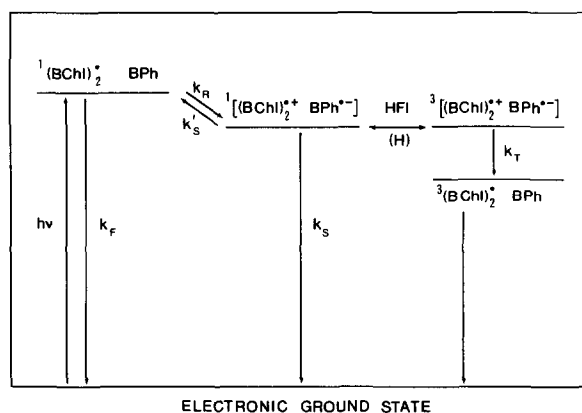 ¹(BChl)₂* BPh
k_R
k'_S
¹[(BChl)₂•⁺ BPh•⁻]
HFI
(H)
³[(BChl)₂•⁺ BPh•⁻]
k_T
³(BChl)₂* BPh
hν
k_F
k_S
ELECTRONIC GROUND STATE